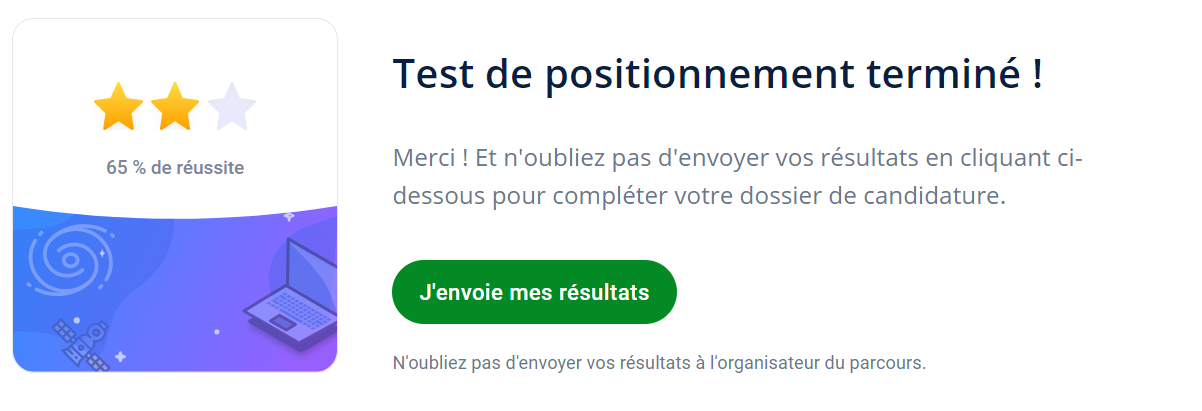 65 % de réussite
Test de positionnement terminé !
Merci ! Et n'oubliez pas d'envoyer vos résultats en cliquant ci-
dessous pour compléter votre dossier de candidature.
J'envoie mes résultats
N'oubliez pas d'envoyer vos résultats à l'organisateur du parcours.